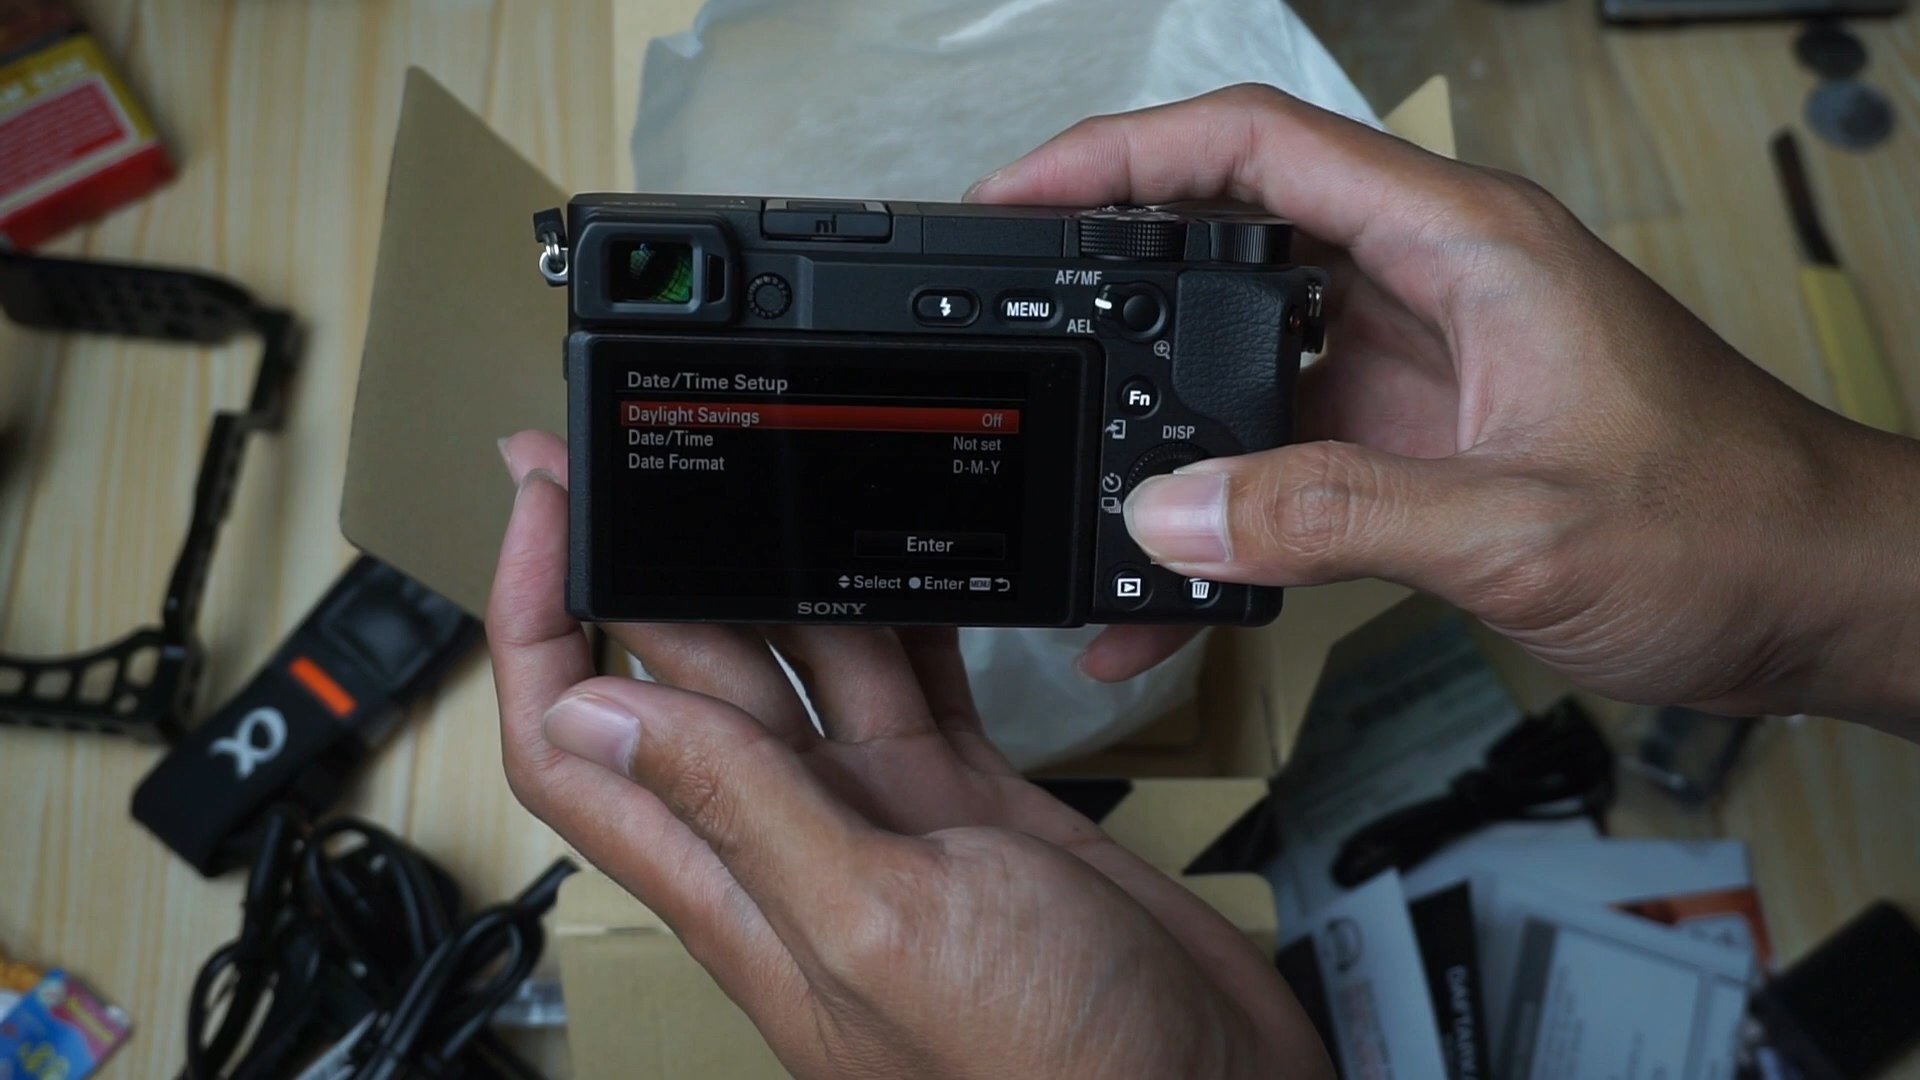 AF/MF
MENU
AEL
Date/Time Setup
Daylight Savings Off
Date/Time Not set
Date Format D-M-Y
Enter
Select Enter MENU
SONY
Fn
DISP